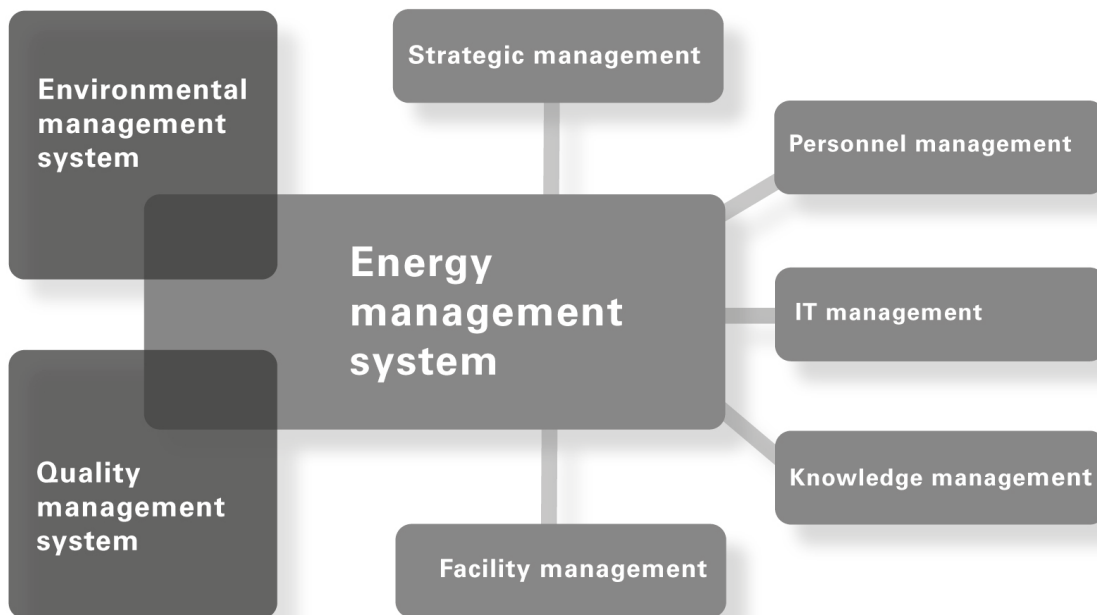 Environmental
management
system
Strategic management
Personnel management
Energy
management
system
IT management
Quality
management
system
Knowledge management
Facility management